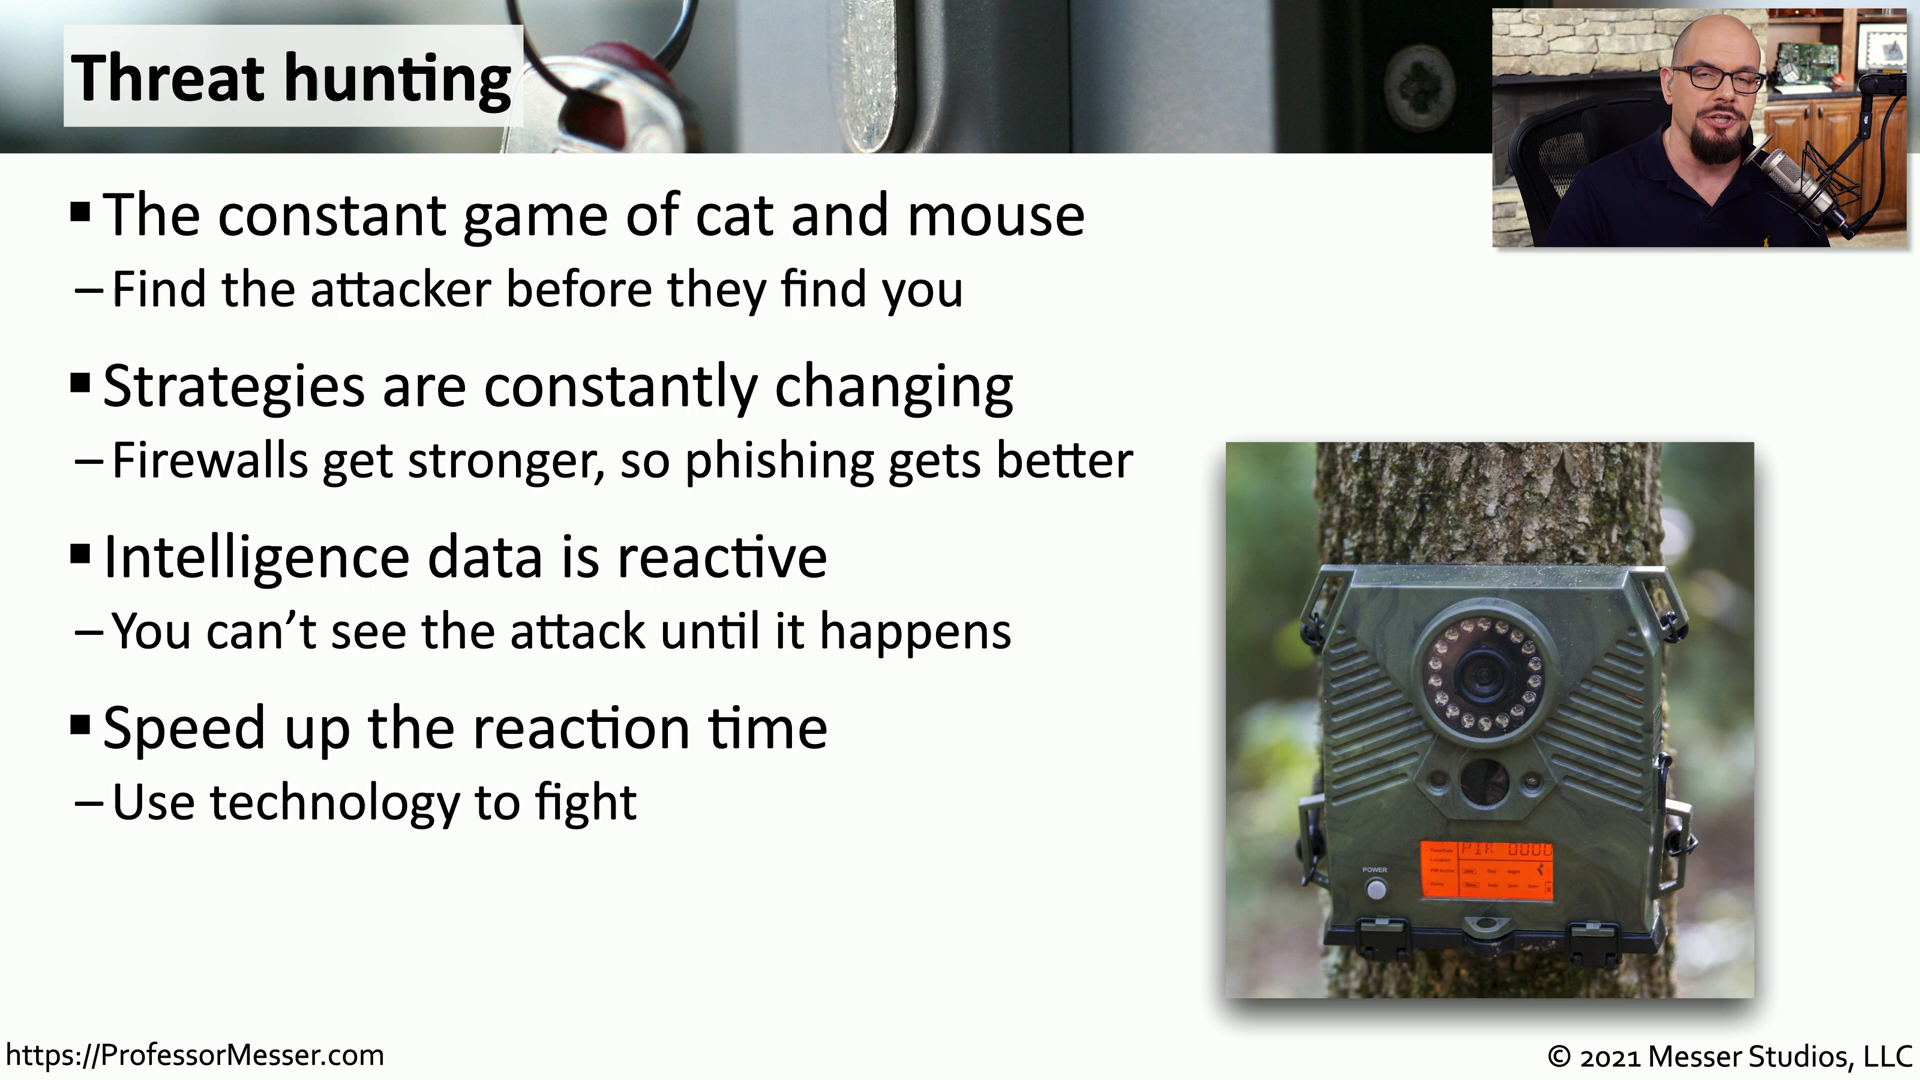 Threat hunting
▪ The constant game of cat and mouse
– Find the attacker before they find you
▪ Strategies are constantly changing
– Firewalls get stronger, so phishing gets better
▪ Intelligence data is reactive
– You can’t see the attack until it happens
▪ Speed up the reaction time
– Use technology to fight
PIR 0000
POWER
https://ProfessorMesser.com
© 2021 Messer Studios, LLC